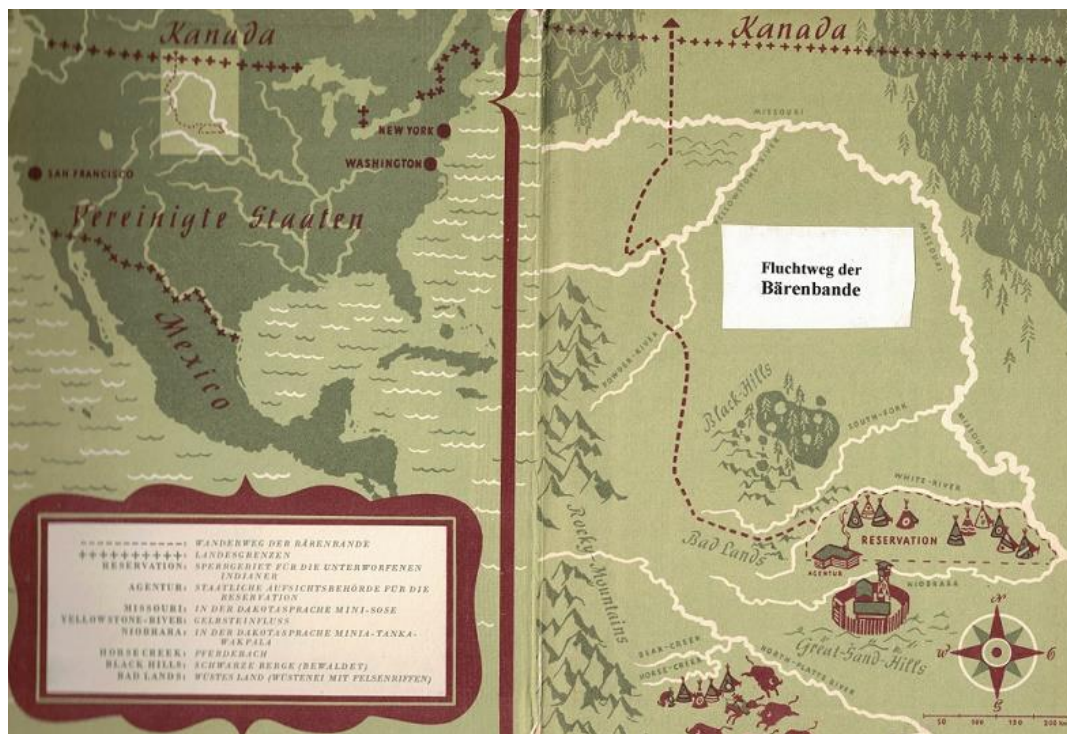 Kanada
NEW YORK
WASHINGTON
SAN FRANCISCO
Vereinigte Staaten
Mexico
WANDERWEG DER BÄRENBANDE
LANDESGRENZEN
RESERVATION: SPERRGEBIET FÜR DIE UNTERWORFENEN
INDIANER
AGENTUR: STAATLICHE AUFSICHTSBEHÖRDE FÜR DIE
RESERVATION
MISSOURI: IN DER DAKOTASPRACHE MINI-SOSE
YELLOWSTONE-RIVER: GELBSTEINFLUSS
NIOBRARA: IN DER DAKOTASPRACHE MINIA-TANKA-
WAKPALA
HORSECREEK: PFERDEBACH
BLACK HILLS: SCHWARZE BERGE (BEWALDET)
BAD LANDS: WÜSTES LAND (WÜSTENEI MIT FELSENRIFFEN)
Kanada
MISSOURI
YELLOWSTONE-RIVER
MISSOURI
Fluchtweg der
Bärenbande
POWDER-RIVER
Black-Hills
SOUTH-FORK
MISSOURI
WHITE-RIVER
Rocky-Mountains
Bad Lands
RESERVATION
AGENTUR
NIOBRARA
Great-Sand-Hills
BEAR-CREEK
HORSE-CREEK
NORTH-PLATTE RIVER
N
W
S
50 100 150 200 km